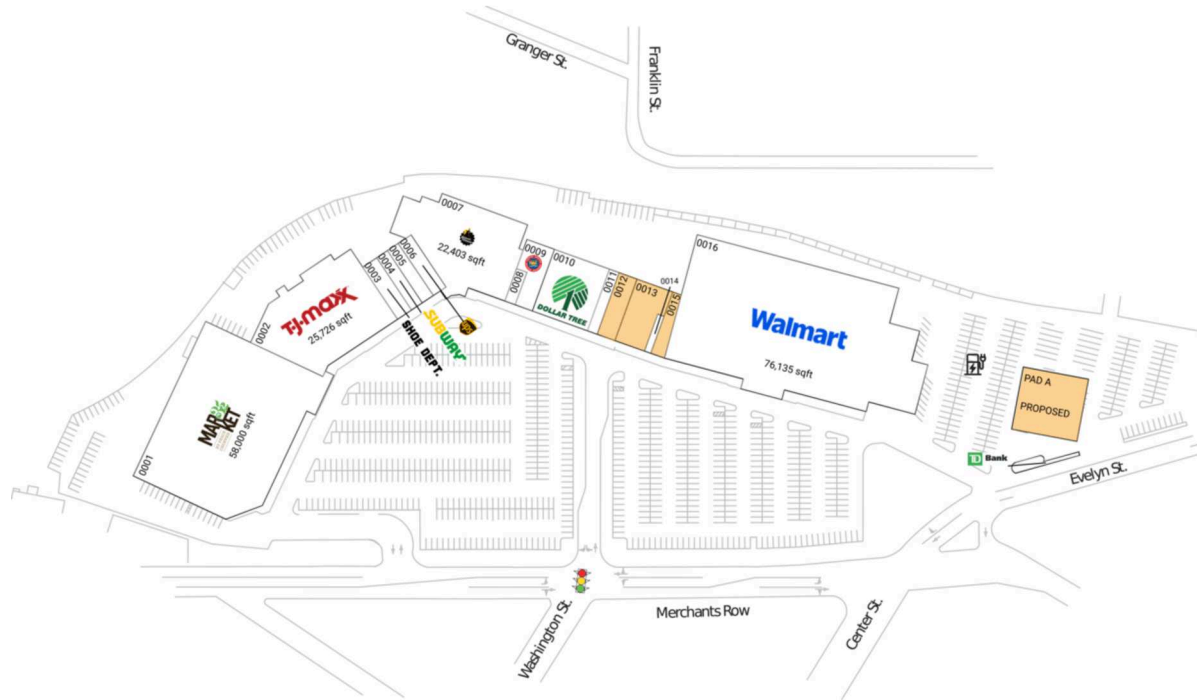 Granger St.
Franklin St.
0007
22,403 sqft
0006
0005
0004
0003
0009
0008
0010
DOLLAR TREE
0011
0012
0013
0014
0015
0016
Walmart
76,135 sqft
0002
T·J·maxx
25,726 sqft
SHOE DEPT.
SUBWAY
MARKET
58,000 sqft
0001
PAD A
PROPOSED
TD Bank
Evelyn St.
Washington St.
Merchants Row
Center St.